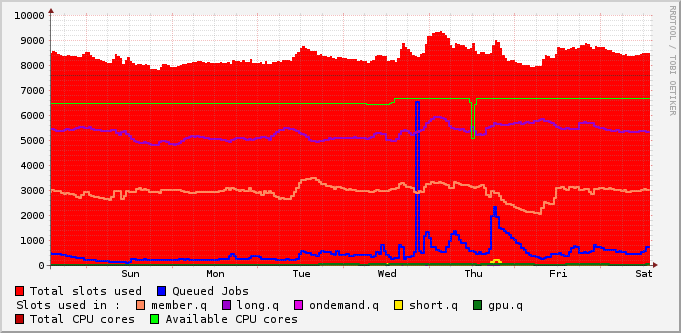 10000
9000
8000
7000
6000
5000
4000
3000
2000
1000
0
Sun Mon Tue Wed Thu Fri Sat
Total slots used Queued Jobs
Slots used in : member.q long.q ondemand.q short.q gpu.q
Total CPU cores Available CPU cores
RRDTOOL / TOBI OETIKER